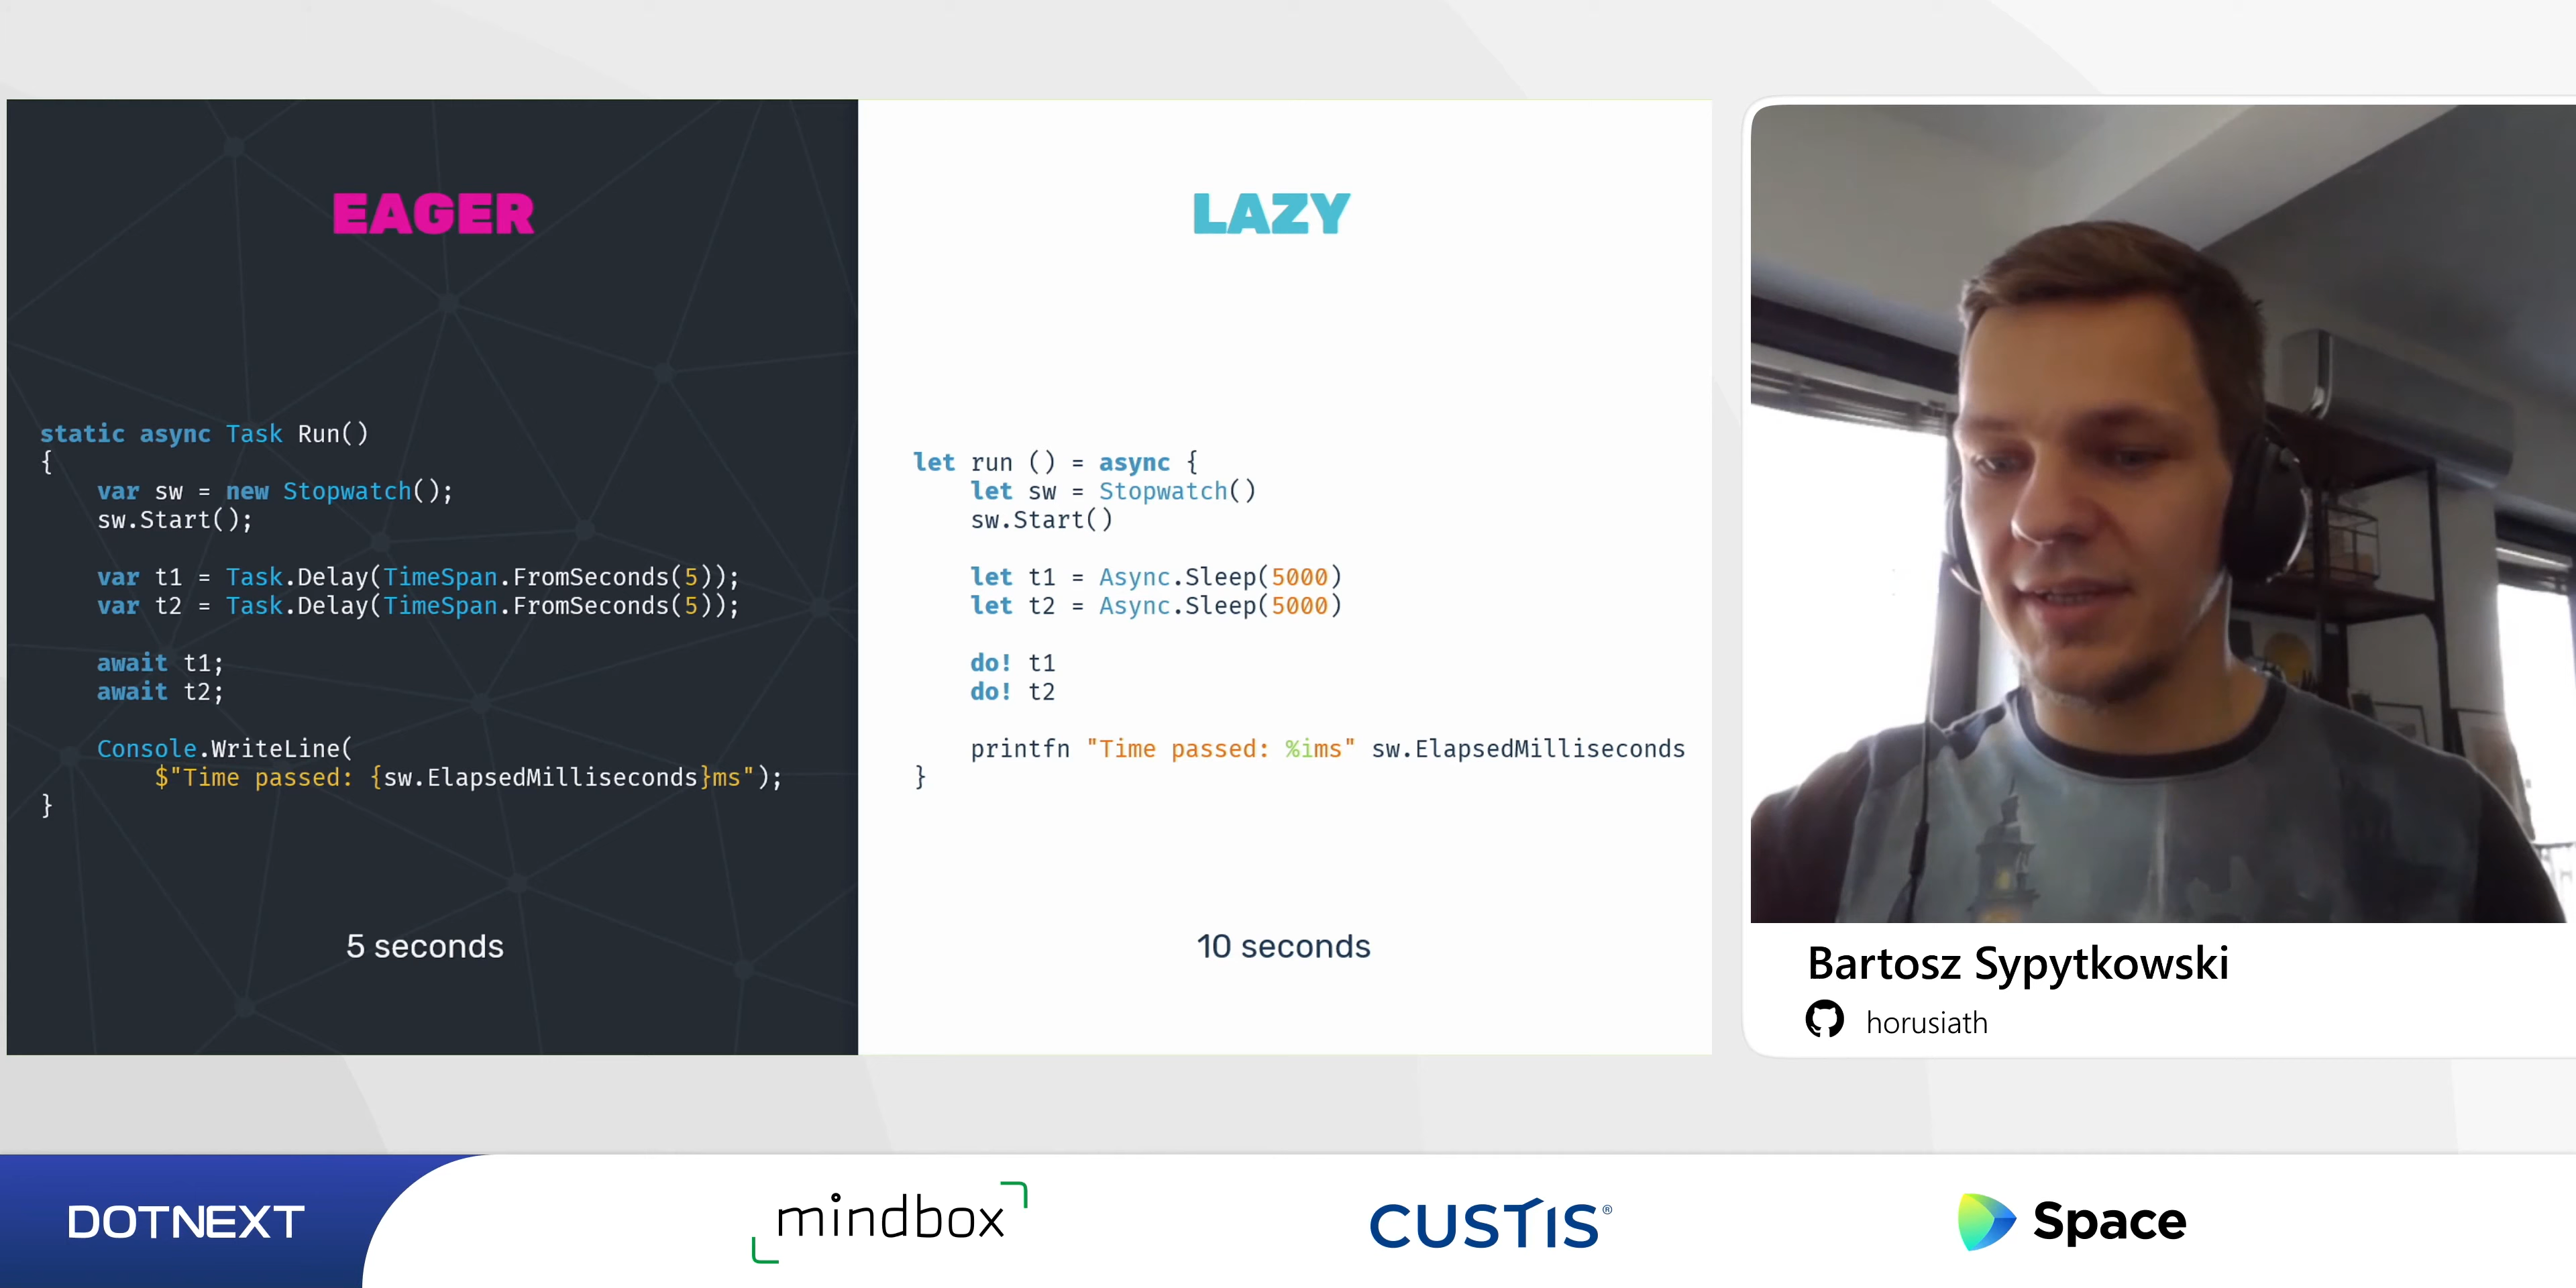 EAGER
static async Task Run()
{
    var sw = new Stopwatch();
    sw.Start();
    var t1 = Task.Delay(TimeSpan.FromSeconds(5));
    var t2 = Task.Delay(TimeSpan.FromSeconds(5));
    await t1;
    await t2;
    Console.WriteLine(
        $"Time passed: {sw.ElapsedMilliseconds}ms");
}
5 seconds
LAZY
let run () = async {
    let sw = Stopwatch()
    sw.Start()
    let t1 = Async.Sleep(5000)
    let t2 = Async.Sleep(5000)
    do! t1
    do! t2
    printfn "Time passed: %ims" sw.ElapsedMilliseconds
}
10 seconds
Bartosz Sypytkowski
horusiath
DOTNEXT
mindbox
CUSTIS®
Space